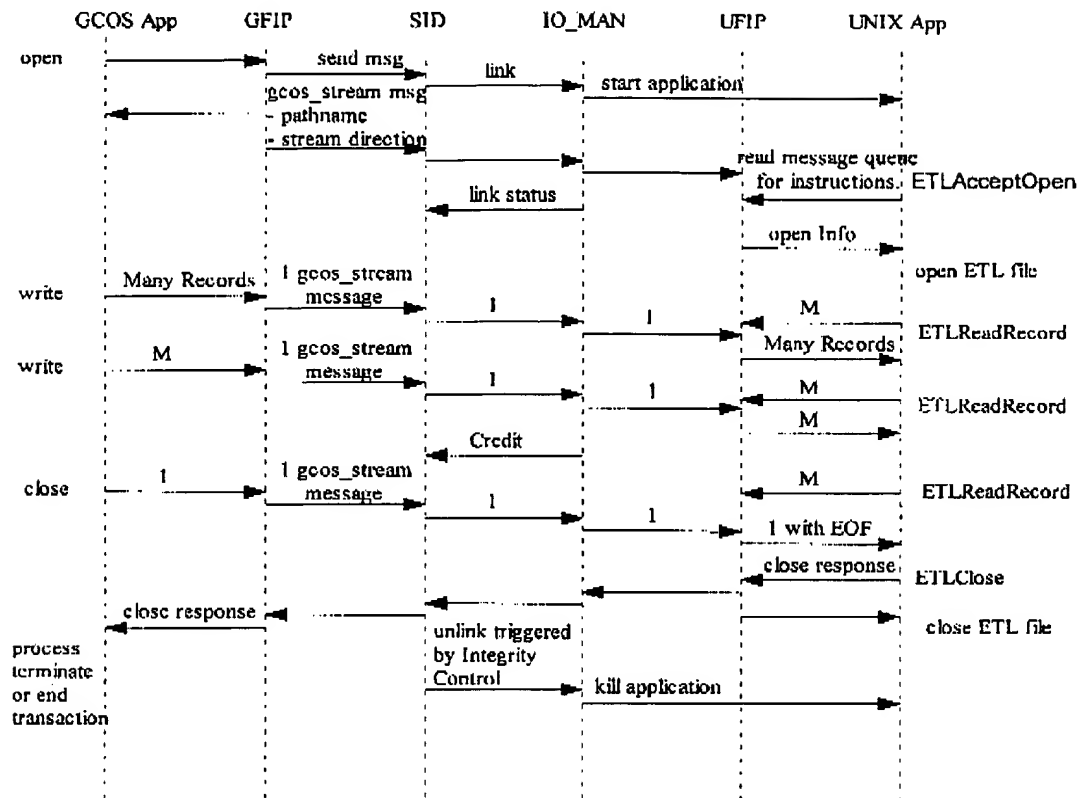 GCOS App GFIP SID IO_MAN UFIP UNIX App
open
send msg
link
start application
gcos_stream msg
- pathname
- stream direction
read message queue
for instructions.
ETLAcceptOpen
link status
open Info
open ETL file
write
Many Records
1 gcos_stream
message
1
1
M
ETLReadRecord
Many Records
write
M
1 gcos_stream
message
1
1
M
ETLReadRecord
M
Credit
close
1
1 gcos_stream
message
1
1
M
ETLReadRecord
1 with EOF
close response
ETLClose
close response
close ETL file
unlink triggered
by Integrity
Control
process
terminate
or end
transaction
kill application